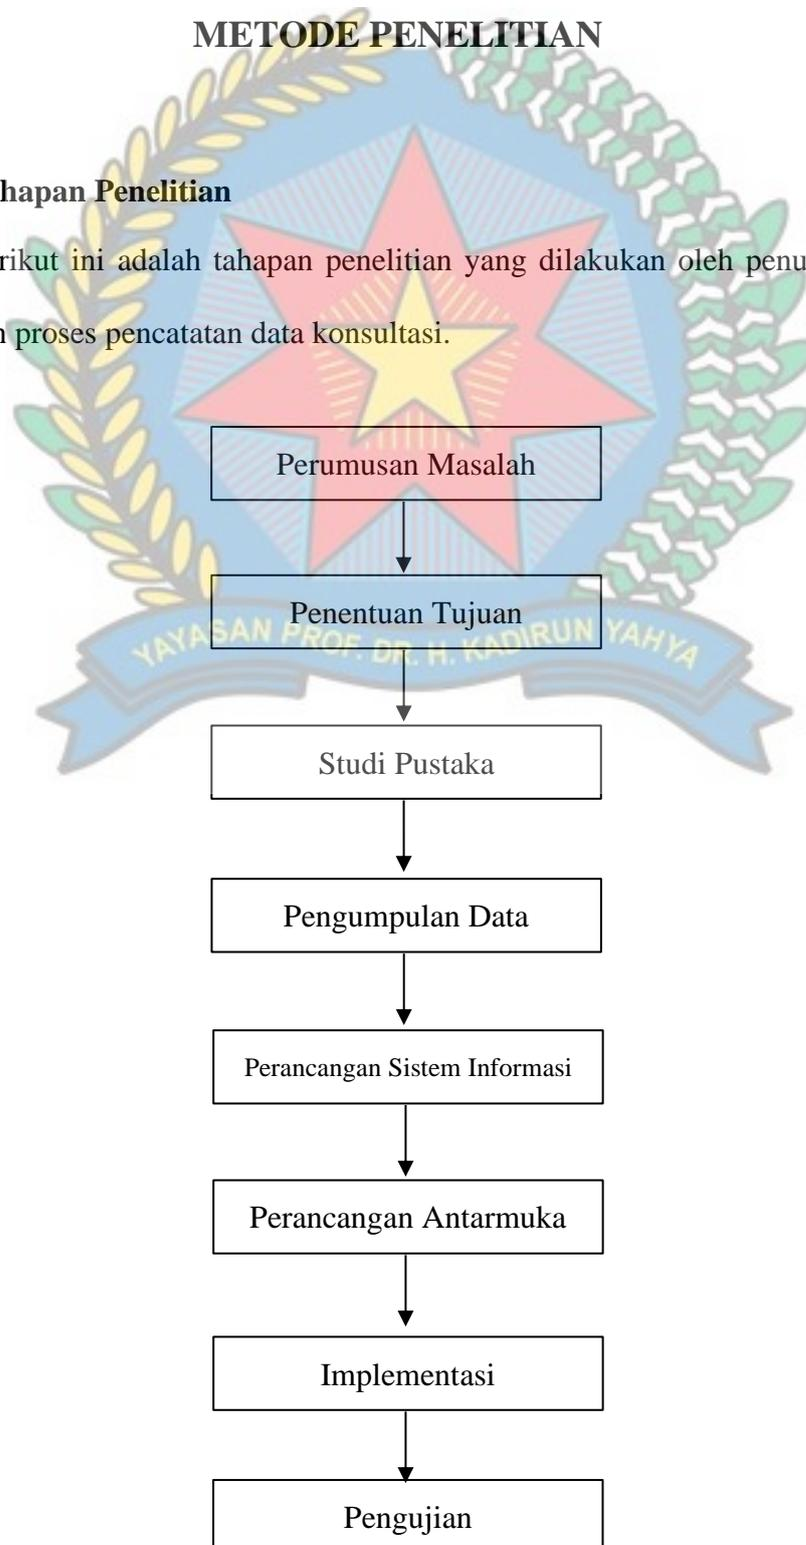 METODE PENELITIAN
hapan Penelitian
rikut ini adalah tahapan penelitian yang dilakukan oleh penu
n proses pencatatan data konsultasi.
Perumusan Masalah
Penentuan Tujuan
YAYASAN PROF. DR. H. KADIRUN YAHYA
Studi Pustaka
Pengumpulan Data
Perancangan Sistem Informasi
Perancangan Antarmuka
Implementasi
Pengujian